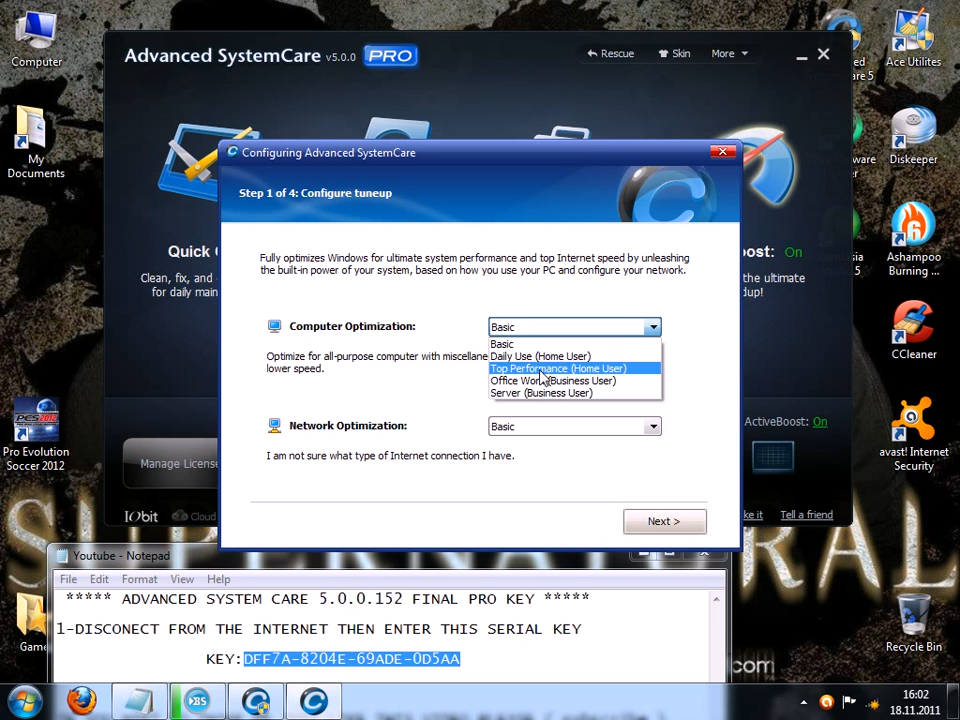 Computer
My
Documents
Pro Evolution
Soccer 2012
PES2012
Advanced SystemCare v5.0.0 PRO
Rescue
Skin
More
Quick
Clean, fix, and
for daily main
Manage License
IObit
Cloud
On
the ultimate
ActiveBoost: On
Tell a friend
Configuring Advanced SystemCare
Step 1 of 4: Configure tuneup
Fully optimizes Windows for ultimate system performance and top Internet speed by unleashing
the built-in power of your system, based on how you use your PC and configure your network.
Computer Optimization:
Basic
Optimize for all-purpose computer with miscellane
lower speed.
Basic
Daily Use (Home User)
Top Performance (Home User)
Office Work (Business User)
Server (Business User)
Network Optimization:
Basic
I am not sure what type of Internet connection I have.
Next >
Ace Utilites
Diskeeper
Ashampoo
Burning ...
CCleaner
avast! Internet
Security
Recycle Bin
Youtube - Notepad
File Edit Format View Help
***** ADVANCED SYSTEM CARE 5.0.0.152 FINAL PRO KEY *****
1-DISCONECT FROM THE INTERNET THEN ENTER THIS SERIAL KEY
KEY:DFF7A-8204E-69ADE-0D5AA
.com
BS
16:02
18.11.2011